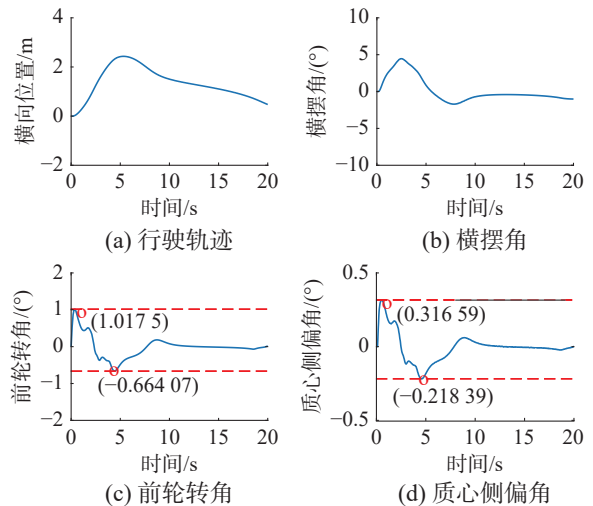 4
2
0
−2
横向位置/m
0 5 10 15 20
时间/s
(a) 行驶轨迹
10
5
0
−5
−10
横摆角/(°)
0 5 10 15 20
时间/s
(b) 横摆角
2
1
0
−1
−2
前轮转角/(°)
(1.017 5)
(−0.664 07)
0 5 10 15 20
时间/s
(c) 前轮转角
0.5
0
−0.5
质心侧偏角/(°)
(0.316 59)
(−0.218 39)
0 5 10 15 20
时间/s
(d) 质心侧偏角